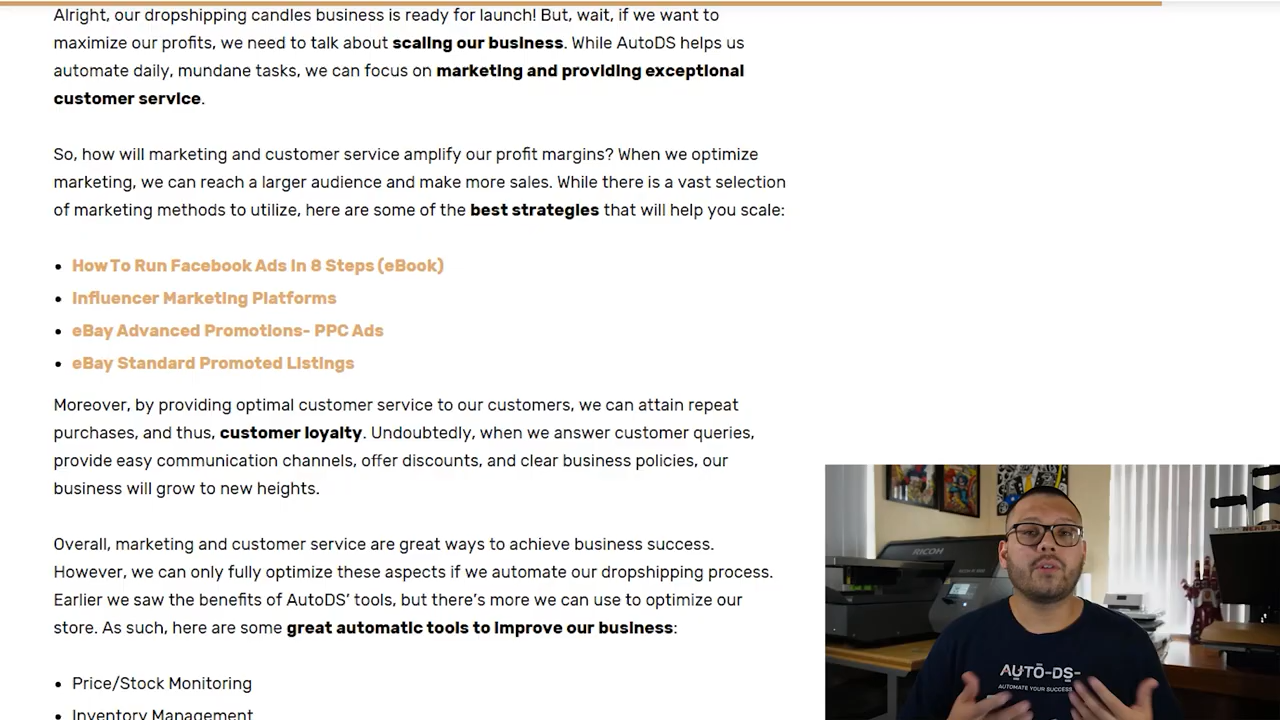 Alright, our dropshipping candles business is ready for launch! But, wait, if we want to
maximize our profits, we need to talk about scaling our business. While AutoDS helps us
automate daily, mundane tasks, we can focus on marketing and providing exceptional
customer service.
So, how will marketing and customer service amplify our profit margins? When we optimize
marketing, we can reach a larger audience and make more sales. While there is a vast selection
of marketing methods to utilize, here are some of the best strategies that will help you scale:
• How To Run Facebook Ads In 8 Steps (eBook)
• Influencer Marketing Platforms
• eBay Advanced Promotions- PPC Ads
• eBay Standard Promoted Listings
Moreover, by providing optimal customer service to our customers, we can attain repeat
purchases, and thus, customer loyalty. Undoubtedly, when we answer customer queries,
provide easy communication channels, offer discounts, and clear business policies, our
business will grow to new heights.
Overall, marketing and customer service are great ways to achieve business success.
However, we can only fully optimize these aspects if we automate our dropshipping process.
Earlier we saw the benefits of AutoDS’ tools, but there’s more we can use to optimize our
store. As such, here are some great automatic tools to improve our business:
• Price/Stock Monitoring
• Inventory Management
RICOH
AUTO-DS-
AUTOMATE YOUR SUCCESS